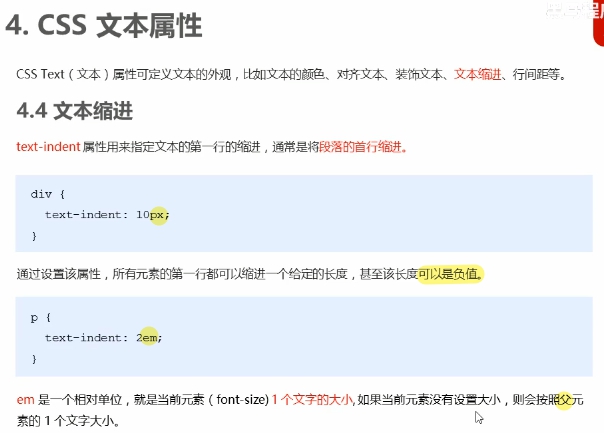 4. CSS 文本属性
CSS Text（文本）属性可定义文本的外观，比如文本的颜色、对齐文本、装饰文本、文本缩进、行间距等。
4.4 文本缩进
text-indent 属性用来指定文本的第一行的缩进，通常是将段落的首行缩进。
div {
text-indent: 10px;
}
通过设置该属性，所有元素的第一行都可以缩进一个给定的长度，甚至该长度可以是负值。
p {
text-indent: 2em;
}
em 是一个相对单位，就是当前元素（font-size) 1 个文字的大小, 如果当前元素没有设置大小，则会按照父元
素的 1 个文字大小。